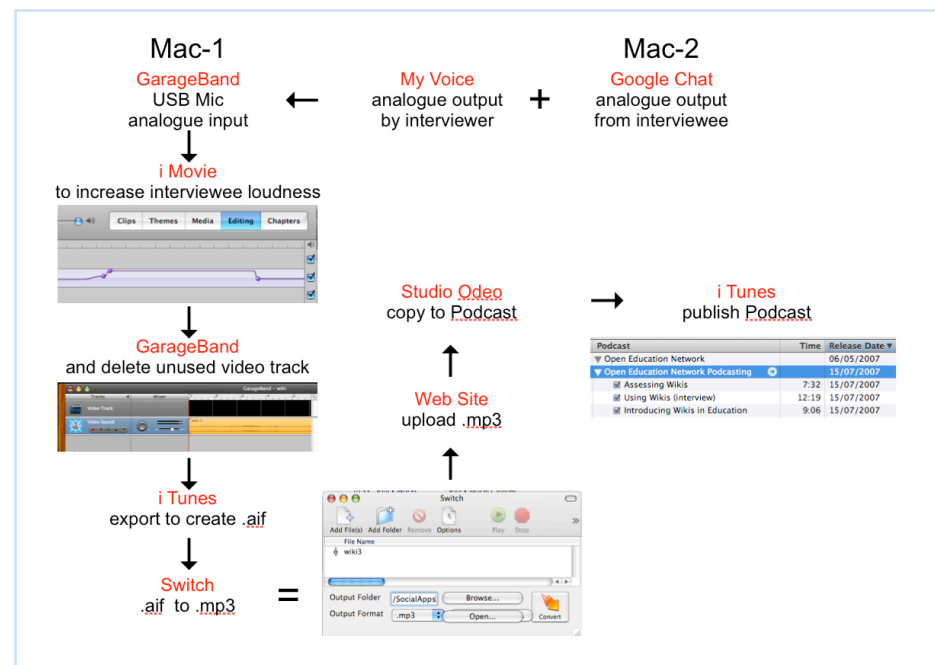 Mac-1
GarageBand
USB Mic
analogue input
My Voice
analogue output
by interviewer
+
Mac-2
Google Chat
analogue output
from interviewee
i Movie
to increase interviewee loudness
Clips Themes Media Editing Chapters
GarageBand
and delete unused video track
GarageBand - wiki
Tracks Mixer
Video Track
Video Sound
i Tunes
export to create .aif
Switch
.aif to .mp3
=
Switch
Add File(s) Add Folder Remove Options Play Stop
File Name
wiki3
Output Folder /SocialApps Browse...
Output Format .mp3 Open... Convert
Web Site
upload .mp3
Studio Odeo
copy to Podcast
i Tunes
publish Podcast
Podcast Time Release Date
Open Education Network 06/05/2007
Open Education Network Podcasting 15/07/2007
Assessing Wikis 7:32 15/07/2007
Using Wikis (interview) 12:19 15/07/2007
Introducing Wikis in Education 9:06 15/07/2007